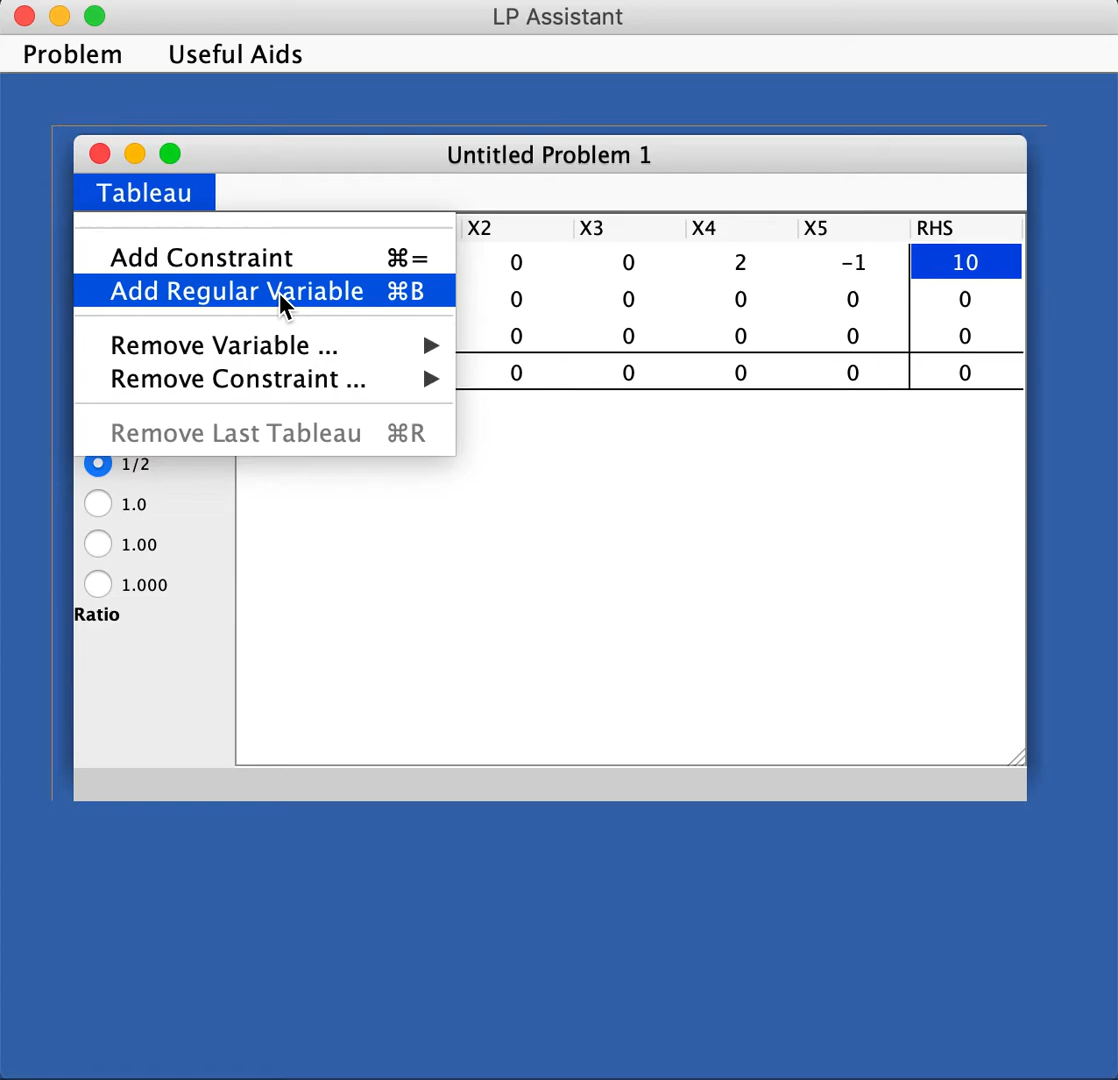 LP Assistant
Problem Useful Aids
Untitled Problem 1
Tableau
X2 X3 X4 X5 RHS
Add Constraint ⌘=
0 0 2 -1 10
Add Regular Variable ⌘B
0 0 0 0 0
Remove Variable ... ▶
0 0 0 0 0
Remove Constraint ... ▶
0 0 0 0 0
Remove Last Tableau ⌘R
1/2
1.0
1.00
1.000
Ratio